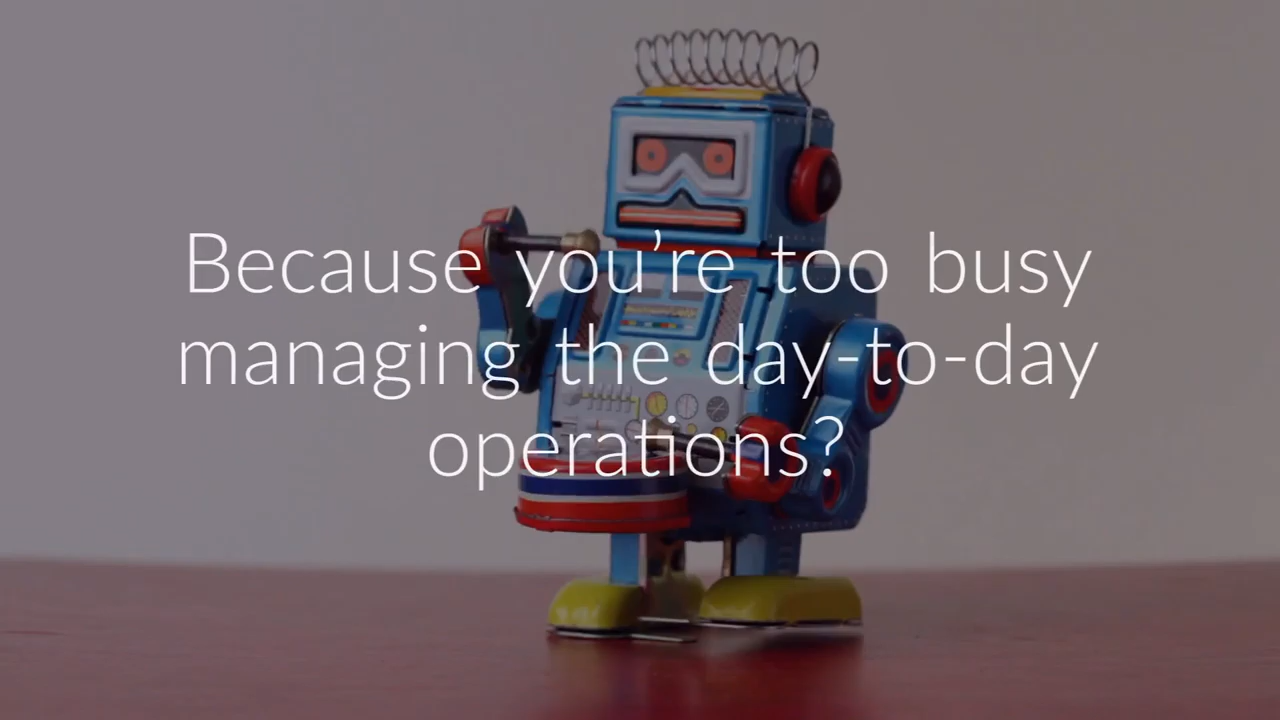 Because you’re too busy
managing the day-to-day
operations?